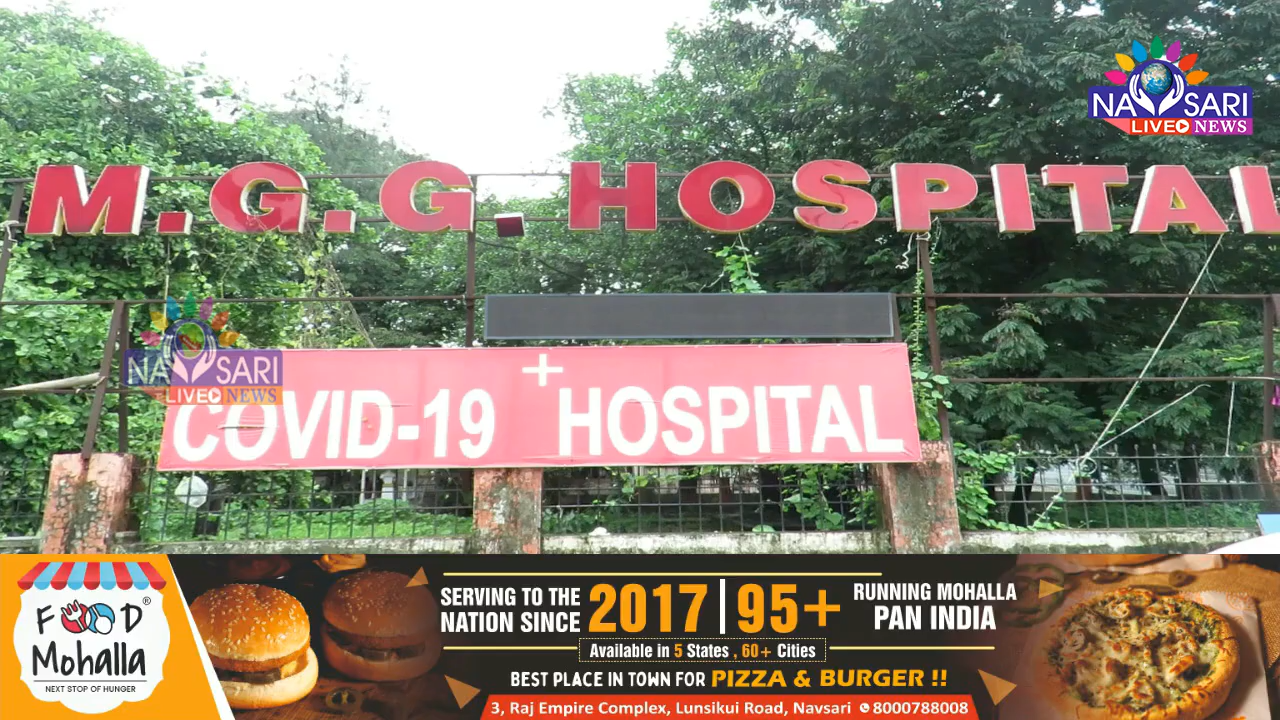 NAVSARI
LIVE NEWS
M.G.G. HOSPITAL
NAVSARI
LIVE NEWS
COVID-19 + HOSPITAL
FOOD®
Mohalla
NEXT STOP OF HUNGER
SERVING TO THE
NATION SINCE
2017 | 95+
RUNNING MOHALLA
PAN INDIA
Available in 5 States , 60+ Cities
BEST PLACE IN TOWN FOR PIZZA & BURGER !!
3, Raj Empire Complex, Lunsikui Road, Navsari 8000788008